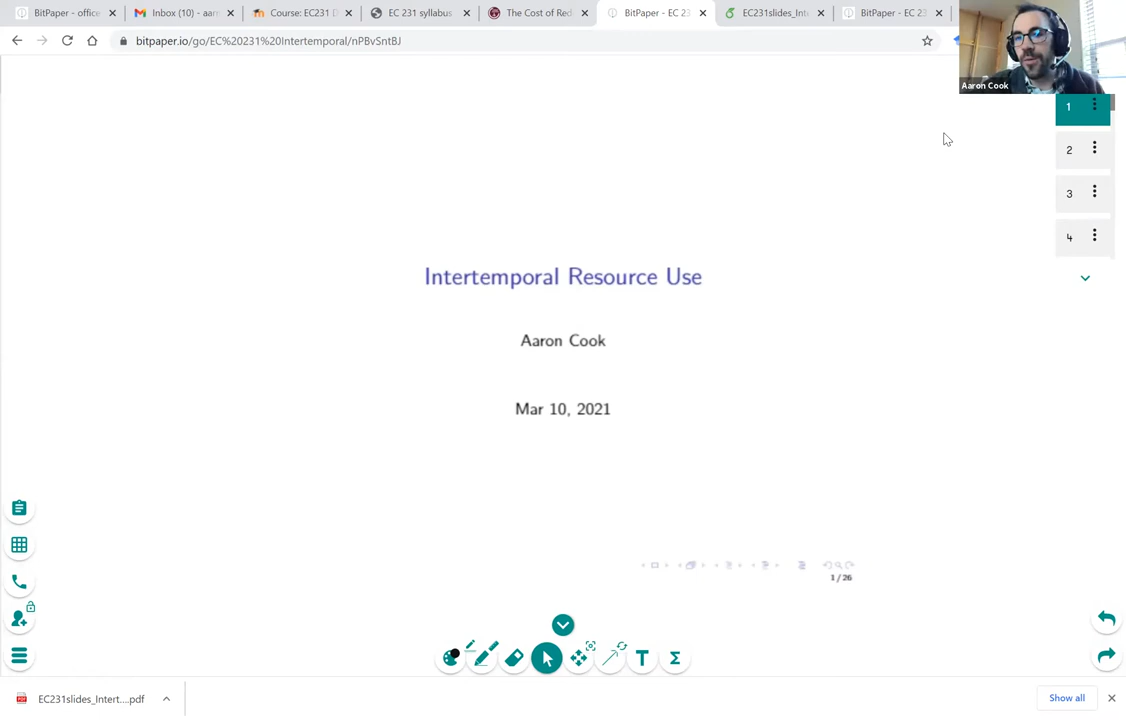 BitPaper - office
Inbox (10) - aar
Course: EC231 D
EC 231 syllabus
The Cost of Red
BitPaper - EC 23
EC231slides_Inte
BitPaper - EC 23
bitpaper.io/go/EC%20231%20Intertemporal/nPBvSntBJ
Aaron Cook
1
2
3
4
Intertemporal Resource Use
Aaron Cook
Mar 10, 2021
1 / 26
T
Σ
EC231slides_Intert....pdf
Show all